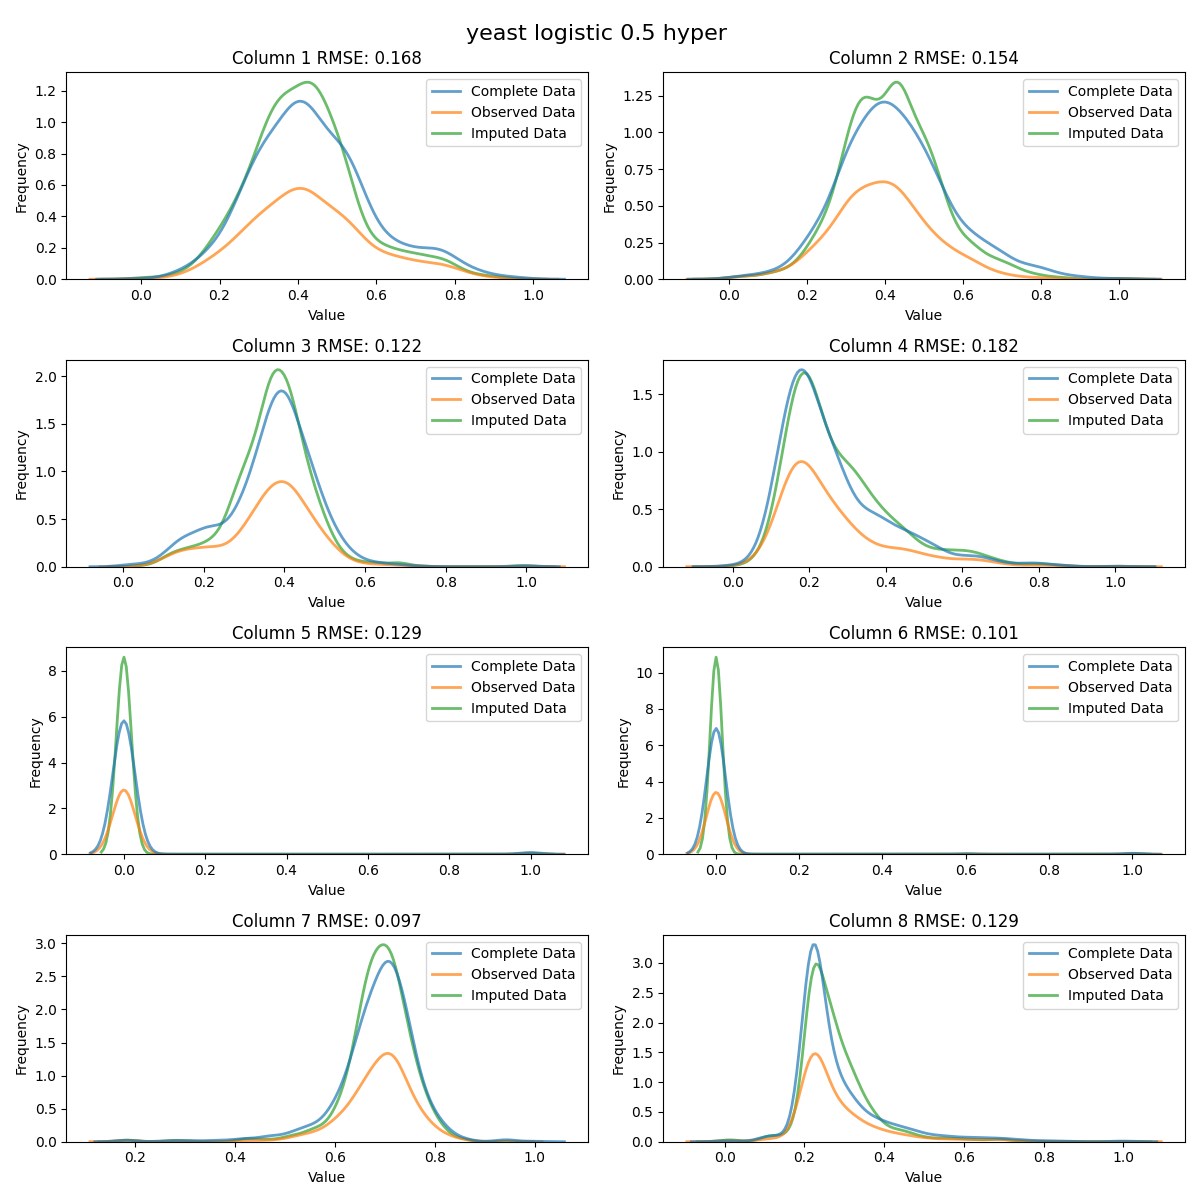 yeast logistic 0.5 hyper
Column 1 RMSE: 0.168
Frequency
1.2
1.0
0.8
0.6
0.4
0.2
0.0
Complete Data
Observed Data
Imputed Data
0.0 0.2 0.4 0.6 0.8 1.0
Value
Column 2 RMSE: 0.154
Frequency
1.25
1.00
0.75
0.50
0.25
0.00
Complete Data
Observed Data
Imputed Data
0.0 0.2 0.4 0.6 0.8 1.0
Value
Column 3 RMSE: 0.122
Frequency
2.0
1.5
1.0
0.5
0.0
Complete Data
Observed Data
Imputed Data
0.0 0.2 0.4 0.6 0.8 1.0
Value
Column 4 RMSE: 0.182
Frequency
1.5
1.0
0.5
0.0
Complete Data
Observed Data
Imputed Data
0.0 0.2 0.4 0.6 0.8 1.0
Value
Column 5 RMSE: 0.129
Frequency
8
6
4
2
0
Complete Data
Observed Data
Imputed Data
0.0 0.2 0.4 0.6 0.8 1.0
Value
Column 6 RMSE: 0.101
Frequency
10
8
6
4
2
0
Complete Data
Observed Data
Imputed Data
0.0 0.2 0.4 0.6 0.8 1.0
Value
Column 7 RMSE: 0.097
Frequency
3.0
2.5
2.0
1.5
1.0
0.5
0.0
Complete Data
Observed Data
Imputed Data
0.2 0.4 0.6 0.8 1.0
Value
Column 8 RMSE: 0.129
Frequency
3.0
2.5
2.0
1.5
1.0
0.5
0.0
Complete Data
Observed Data
Imputed Data
0.0 0.2 0.4 0.6 0.8 1.0
Value